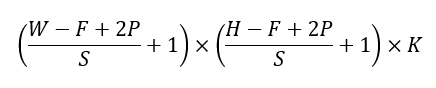 (W − F + 2P / S + 1) × (H − F + 2P / S + 1) × K